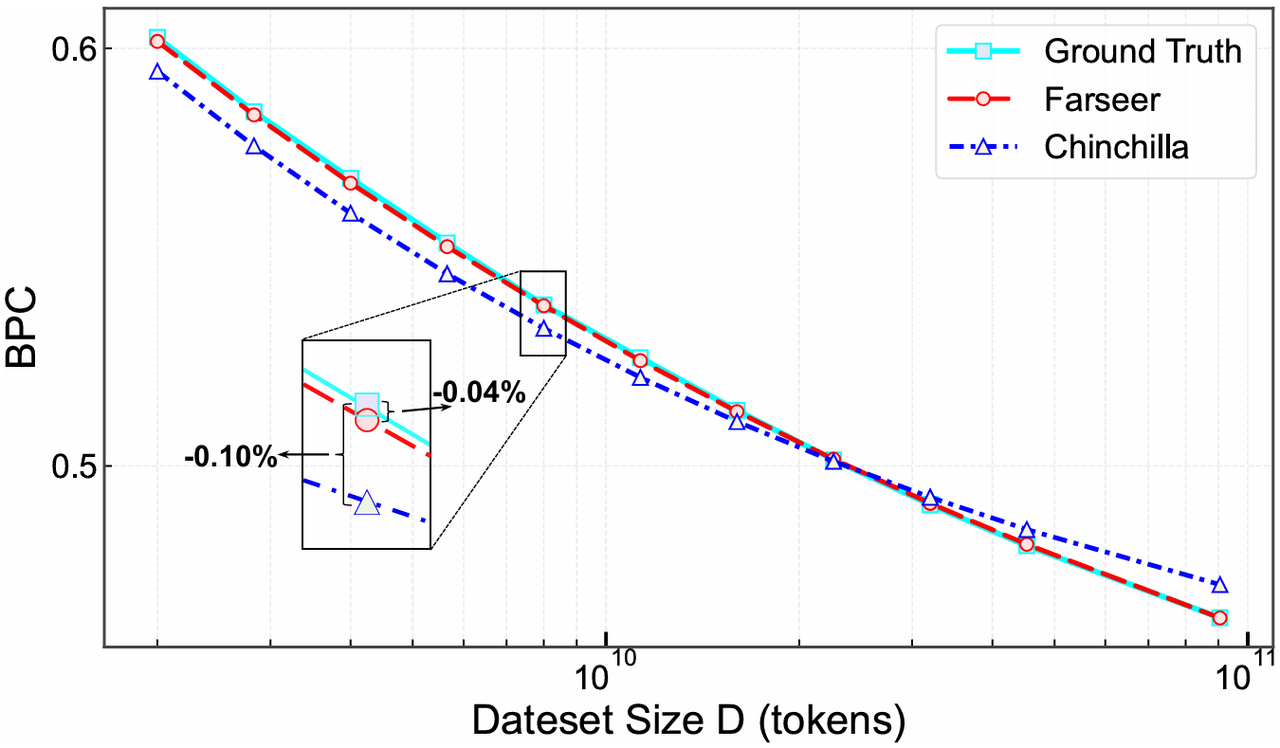 0.6
0.5
BPC
Ground Truth
Farseer
Chinchilla
-0.04%
-0.10%
10^10
10^11
Dateset Size D (tokens)